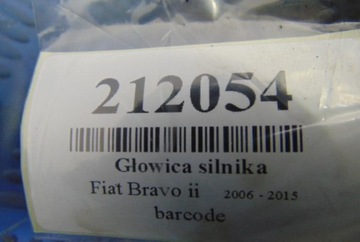 212054
Głowica silnika
Fiat Bravo ii 2006 - 2015
barcode